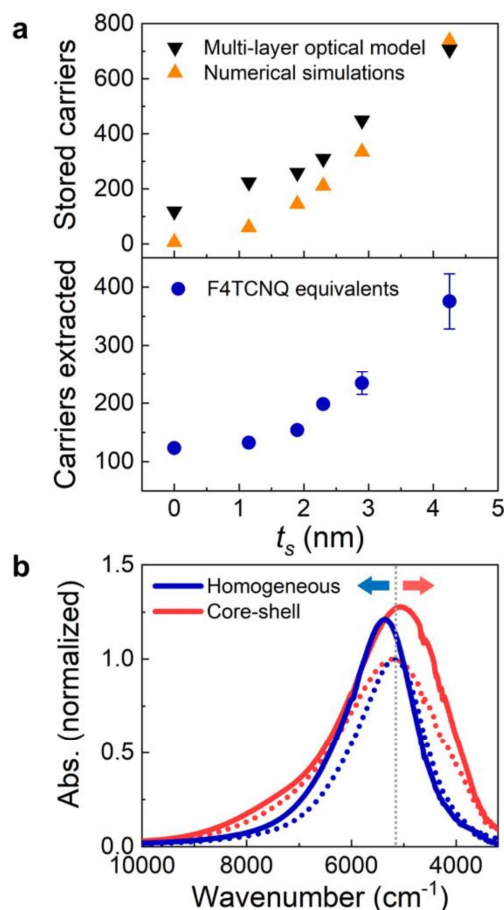 a
800
600
400
200
0
Stored carriers
Multi-layer optical model
Numerical simulations
400
300
200
100
Carriers extracted
F4TCNQ equivalents
0 1 2 3 4 5
tₛ (nm)
b
1.5
1.0
0.5
0.0
Abs. (normalized)
Homogeneous
Core-shell
10000 8000 6000 4000
Wavenumber (cm⁻¹)